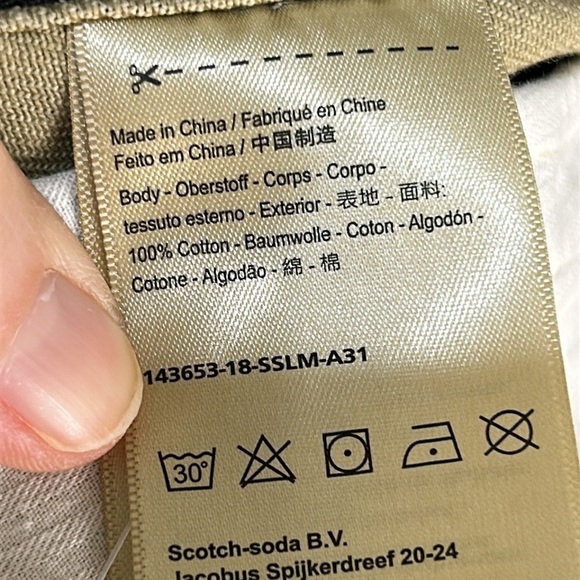 Made in China / Fabriqué en Chine
Feito em China / 中国制造
Body - Oberstoff - Corps - Corpo -
tessuto esterno - Exterior - 表地 - 面料:
100% Cotton - Baumwolle - Coton - Algodón -
Cotone - Algodão - 綿 - 棉
143653-18-SSLM-A31
30°
Scotch-soda B.V.
Jacobus Spijkerdreef 20-24